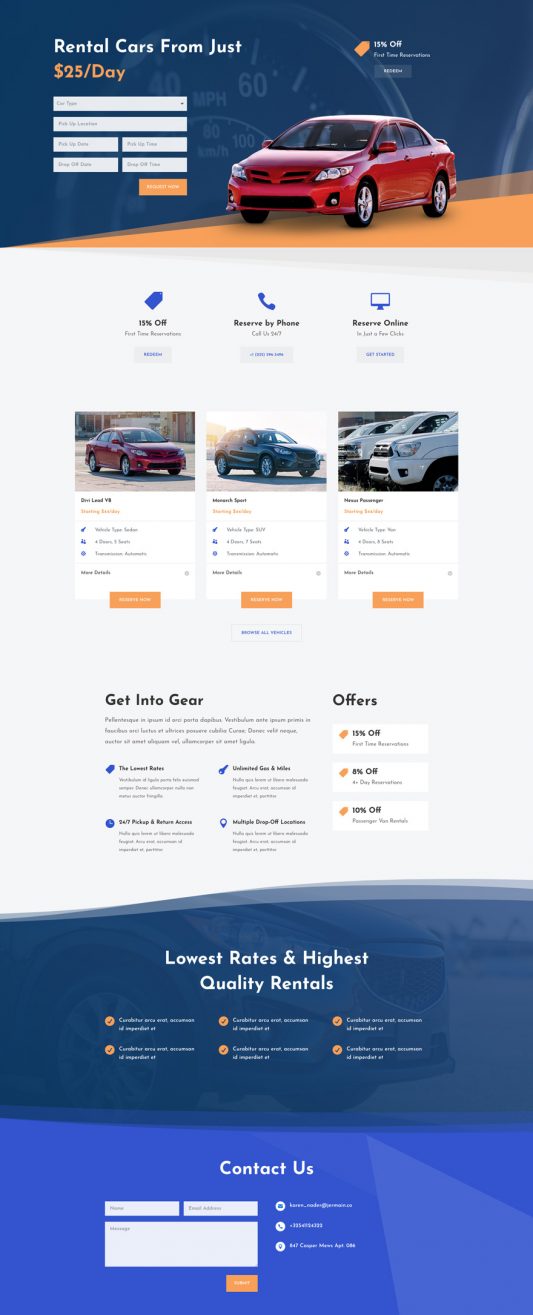 Rental Cars From Just
$25/Day
15% Off
First Time Reservations
REDEEM
40
60
MPH
80
100
km/h
Car Type
Pick Up Location
Pick Up Date
Pick Up Time
Drop Off Date
Drop Off Time
REQUEST NOW
15% Off
First Time Reservations
REDEEM
Reserve by Phone
Call Us 24/7
Reserve Online
In Just a Few Clicks
GET STARTED
Divi Lead VB
Starting
Vehicle Type: Sedan
4 Doors, 5 Seats
Transmission: Automatic
More Details
RESERVE NOW
Monarch Sport
Starting
Vehicle Type: SUV
4 Doors, 7 Seats
Transmission: Automatic
More Details
RESERVE NOW
Nexus Passenger
Starting
Vehicle Type: Van
4 Doors, 8 Seats
Transmission: Automatic
More Details
RESERVE NOW
BROWSE ALL VEHICLES
Get Into Gear
Pellentesque in ipsum id orci porta dapibus. Vestibulum ante ipsum primis in
faucibus orci luctus et ultrices posuere cubilia Curae; Donec velit neque,
auctor sit amet aliquam vel, ullamcorper sit amet ligula.
The Lowest Rates
Vestibulum id ligula porta felis euismod
semper. Donec ullamcorper nulla non
metus auctor fringilla.
Unlimited Gas & Miles
Nulla quis lorem ut libero malesuada
feugiat. Arcu erat, accumsan id
imperdiet et, porttitor.
24/7 Pickup & Return Access
Nulla quis lorem ut libero malesuada
feugiat. Arcu erat, accumsan id
imperdiet et, porttitor.
Multiple Drop-Off Locations
Nulla quis lorem ut libero malesuada
feugiat. Arcu erat, accumsan id
imperdiet et, porttitor.
Offers
15% Off
First Time Reservations
8% Off
4+ Day Reservations
10% Off
Passenger Van Rentals
Lowest Rates & Highest
Quality Rentals
Curabitur arcu erat, accumsan
id imperdiet et
Curabitur arcu erat, accumsan
id imperdiet et
Curabitur arcu erat, accumsan
id imperdiet et
Curabitur arcu erat, accumsan
id imperdiet et
Curabitur arcu erat, accumsan
id imperdiet et
Curabitur arcu erat, accumsan
id imperdiet et
Contact Us
Name
Email Address
Message
SUBMIT
karen_nader@jermain.co
+32541124322
847 Casper Mews Apt. 086